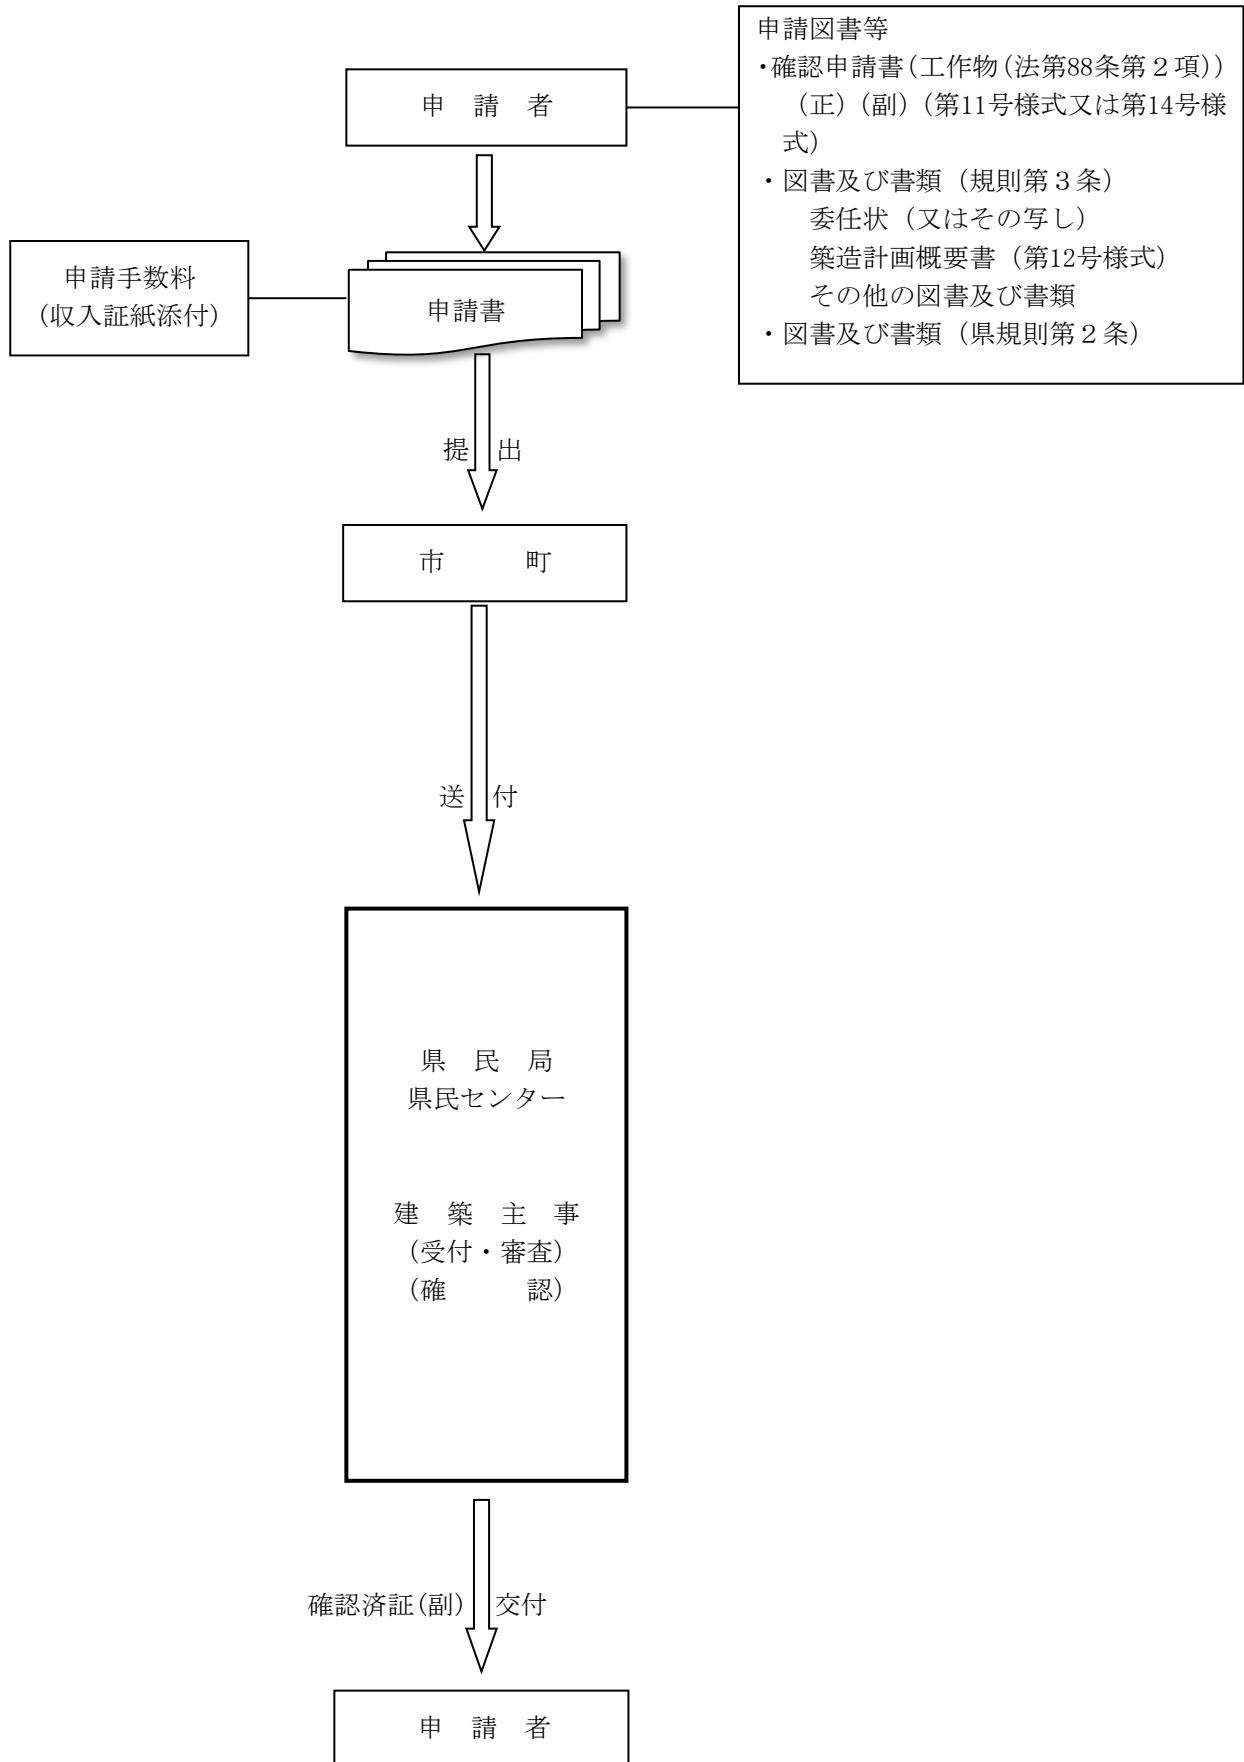 申請図書等
・確認申請書(工作物(法第88条第２項))
(正)(副)(第11号様式又は第14号様
式)
・図書及び書類（規則第３条）
委任状（又はその写し）
築造計画概要書（第12号様式）
その他の図書及び書類
・図書及び書類（県規則第２条）
申　請　者
申請手数料
(収入証紙添付)
申請書
提　出
市　　　町
送　付
県　民　局
県民センター
建　築　主　事
(受付・審査)
(確　　　認)
確認済証(副)　交付
申　請　者